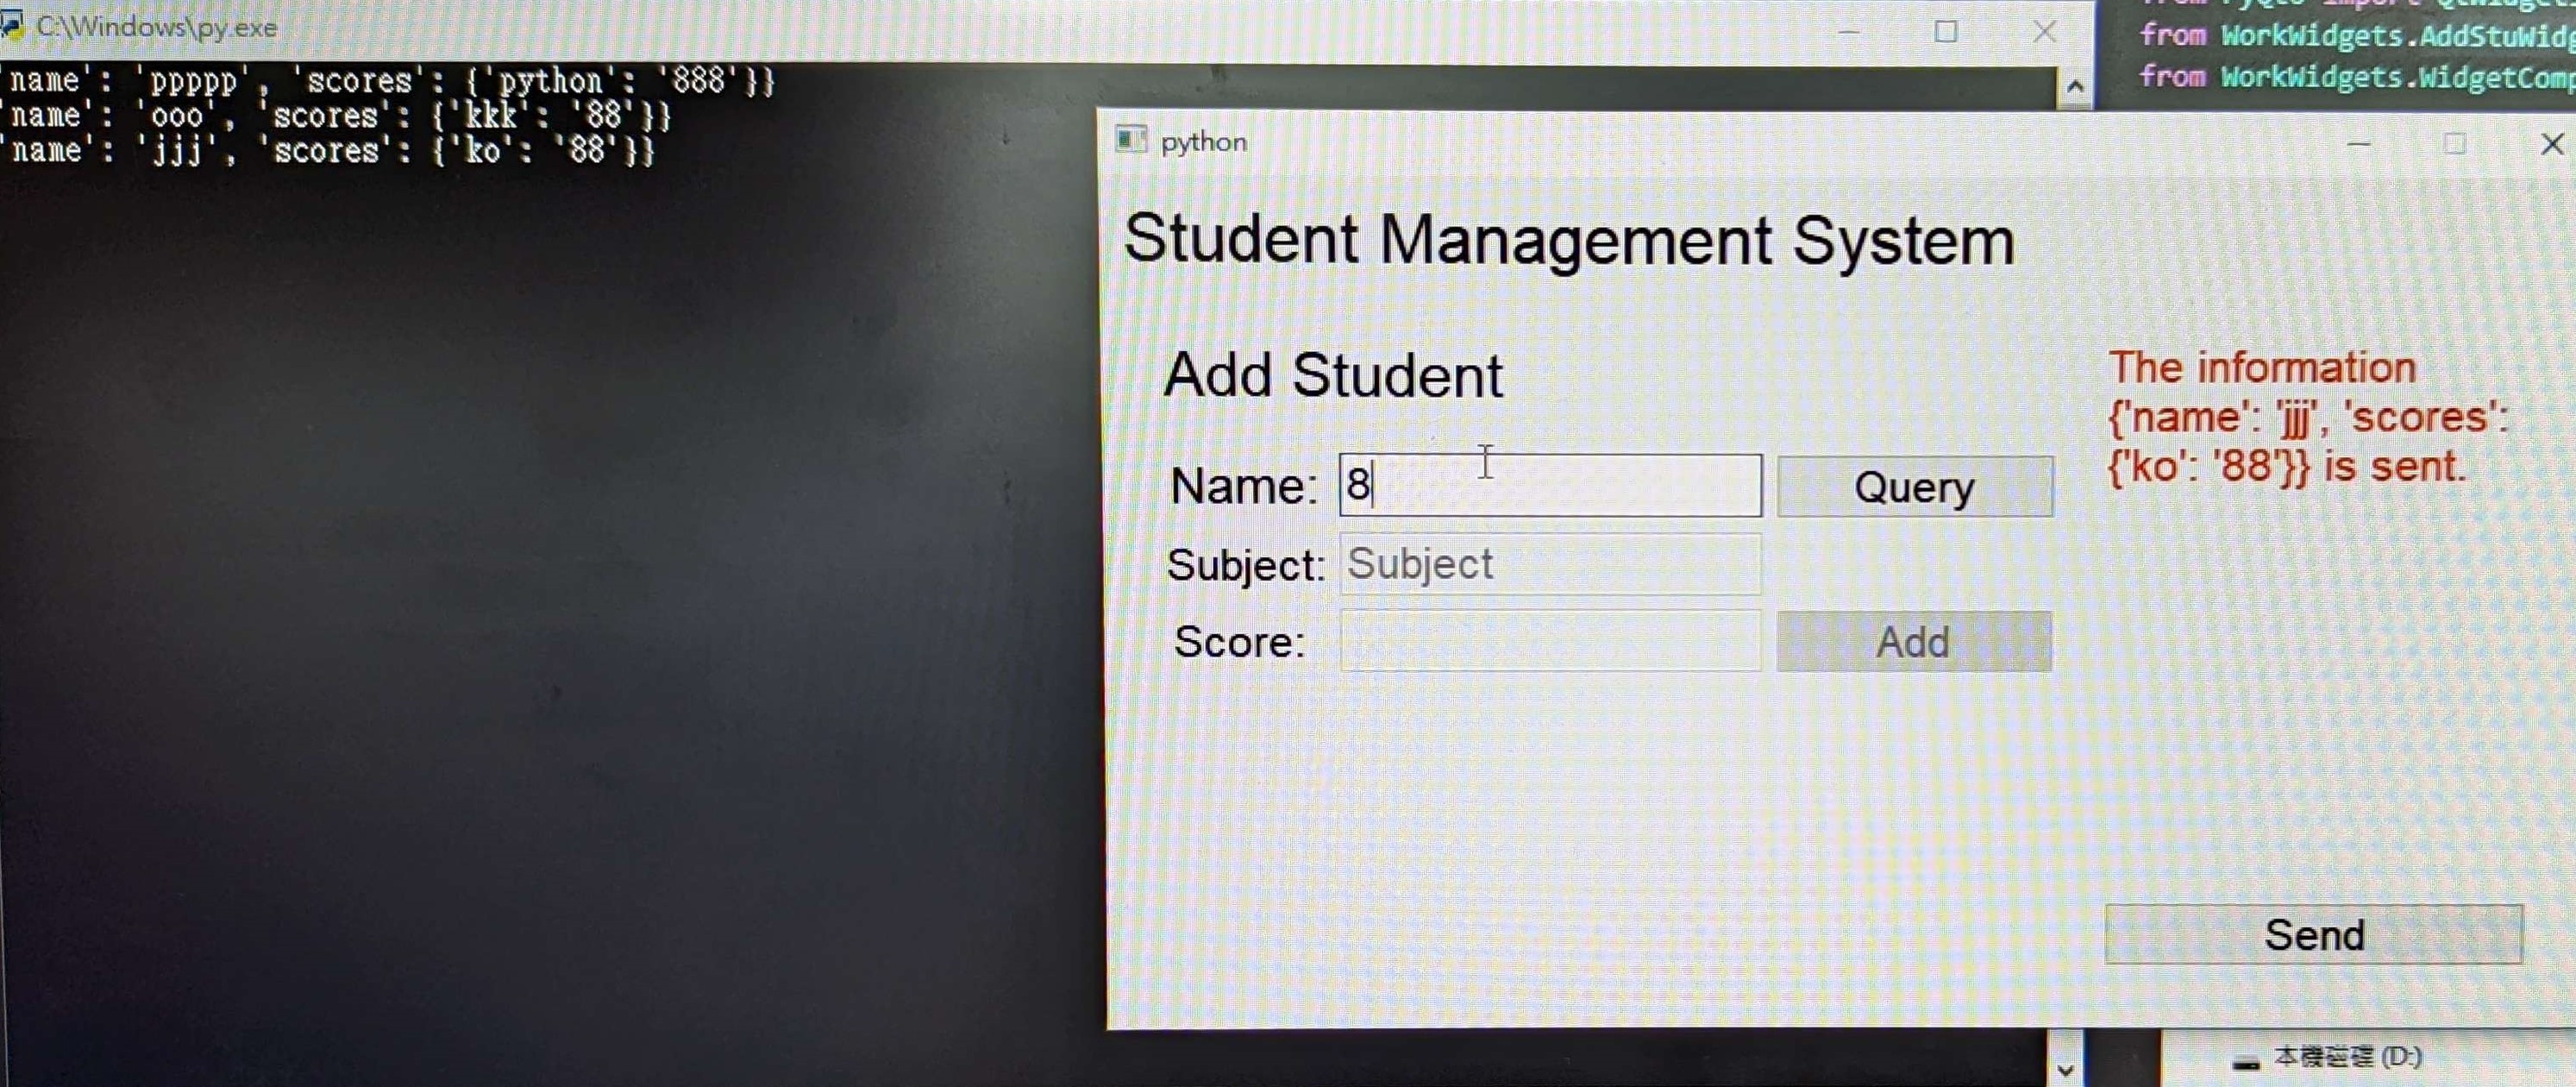 C:\Windows\py.exe
'name': 'ppppp', 'scores': {'python': '888'}}
'name': 'ooo', 'scores': {'kkk': '88'}}
'name': 'jjj', 'scores': {'ko': '88'}}
from WorkWidgets.AddStuWidg
from WorkWidgets.WidgetComp
python
Student Management System
Add Student
Name: 8 Query
Subject: Subject
Score: Add
The information
{'name': 'jjj', 'scores':
{'ko': '88'}} is sent.
Send
本機磁碟 (D:)